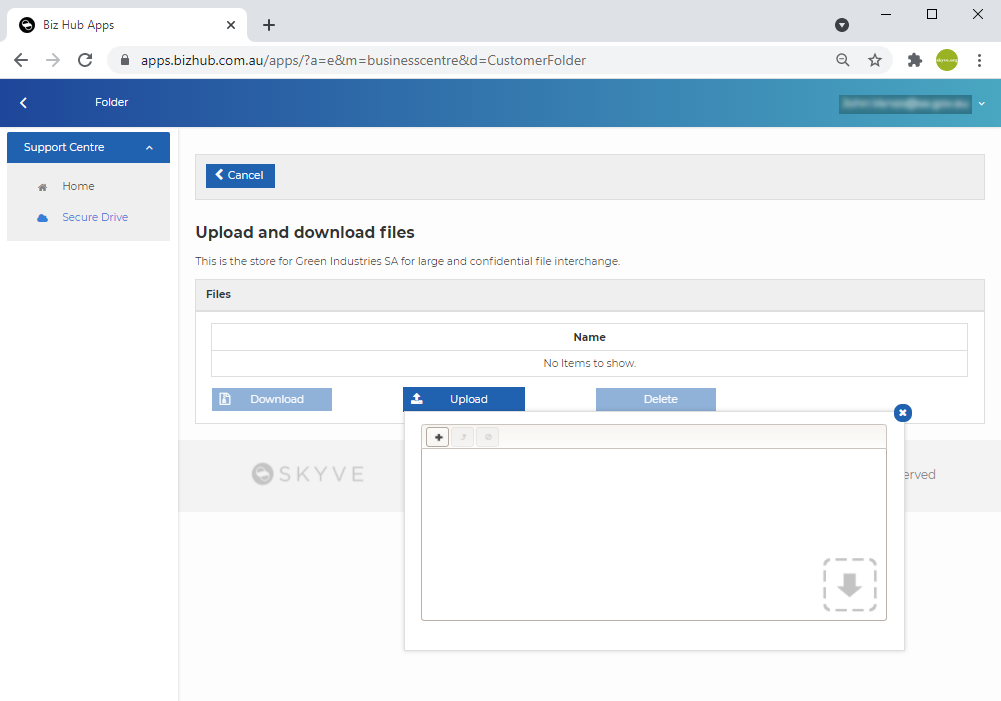 Biz Hub Apps
apps.bizhub.com.au/apps/?a=e&m=businesscentre&d=CustomerFolder
skyve.org
Folder
Support Centre
Home
Secure Drive
Cancel
Upload and download files
This is the store for Green Industries SA for large and confidential file interchange.
Files
Name
No Items to show.
Download
Upload
Delete
SKYVE
erved